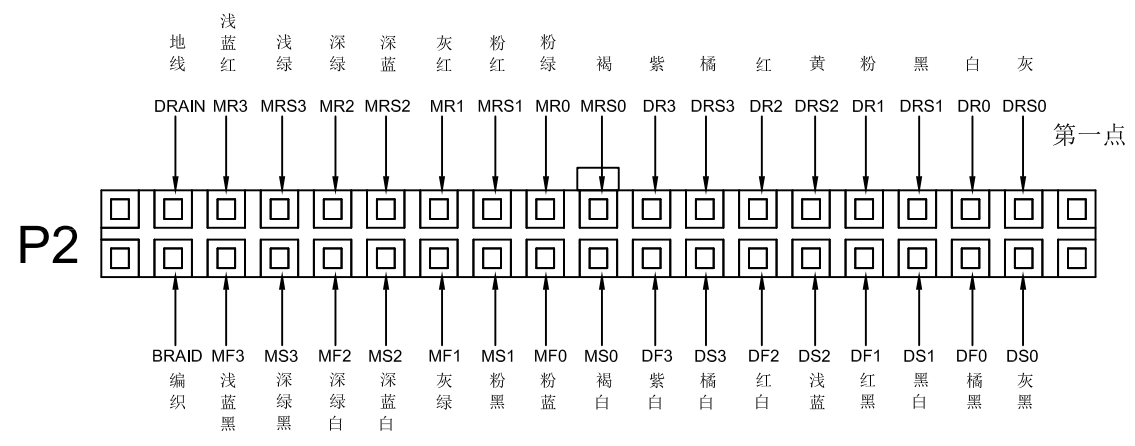 地线 浅蓝红 浅绿 深绿 深蓝 灰红 粉红 粉绿 褐 紫 橘 红 黄 粉 黑 白 灰
DRAIN MR3 MRS3 MR2 MRS2 MR1 MRS1 MR0 MRS0 DR3 DRS3 DR2 DRS2 DR1 DRS1 DR0 DRS0
第一点
P2
BRAID MF3 MS3 MF2 MS2 MF1 MS1 MF0 MS0 DF3 DS3 DF2 DS2 DF1 DS1 DF0 DS0
编织 浅蓝黑 深绿黑 深绿白 深蓝白 灰绿 粉黑 粉蓝 褐白 紫白 橘白 红白 浅蓝 红黑 黑白 橘黑 灰黑